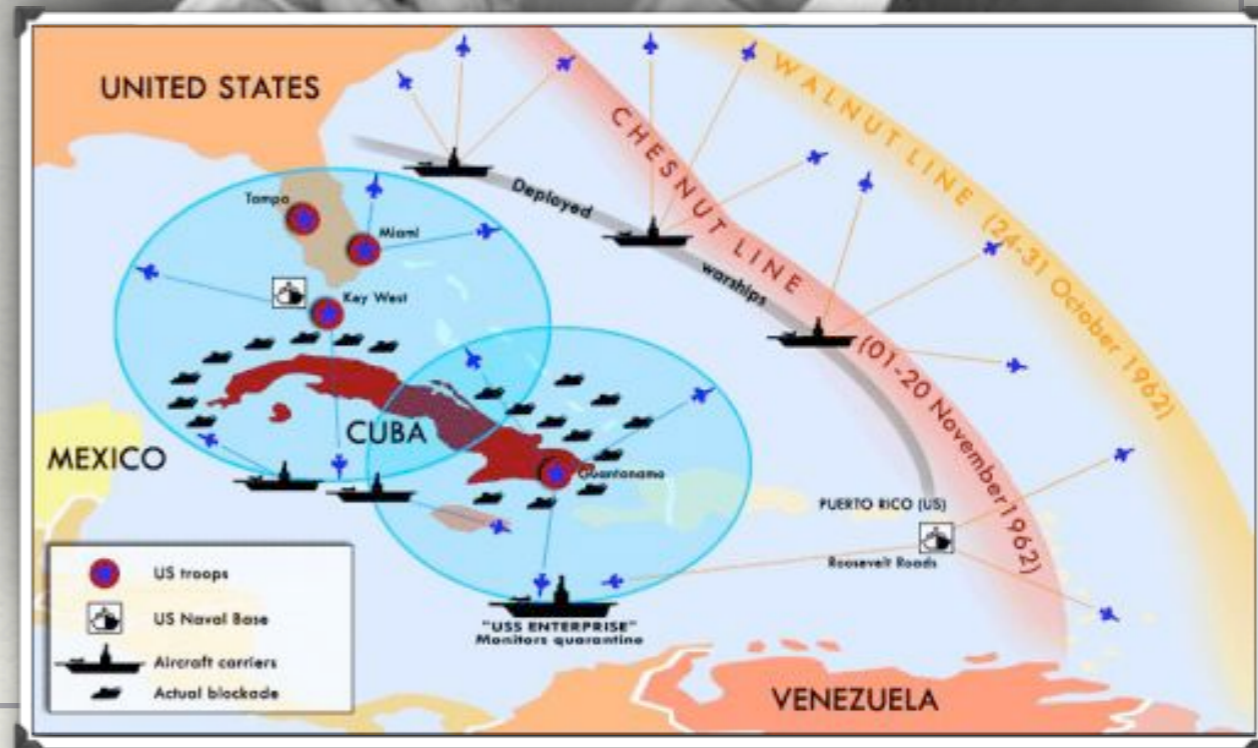 UNITED STATES
CHESNUT LINE (01-20 November 1962)
WALNUT LINE (24-31 October 1962)
Deployed warships
Tampa
Miami
Key West
CUBA
MEXICO
Guantanamo
PUERTO RICO (US)
Roosevelt Roads
"USS ENTERPRISE"
Monitors quarantine
VENEZUELA
US troops
US Naval Base
Aircraft carriers
Actual blockade